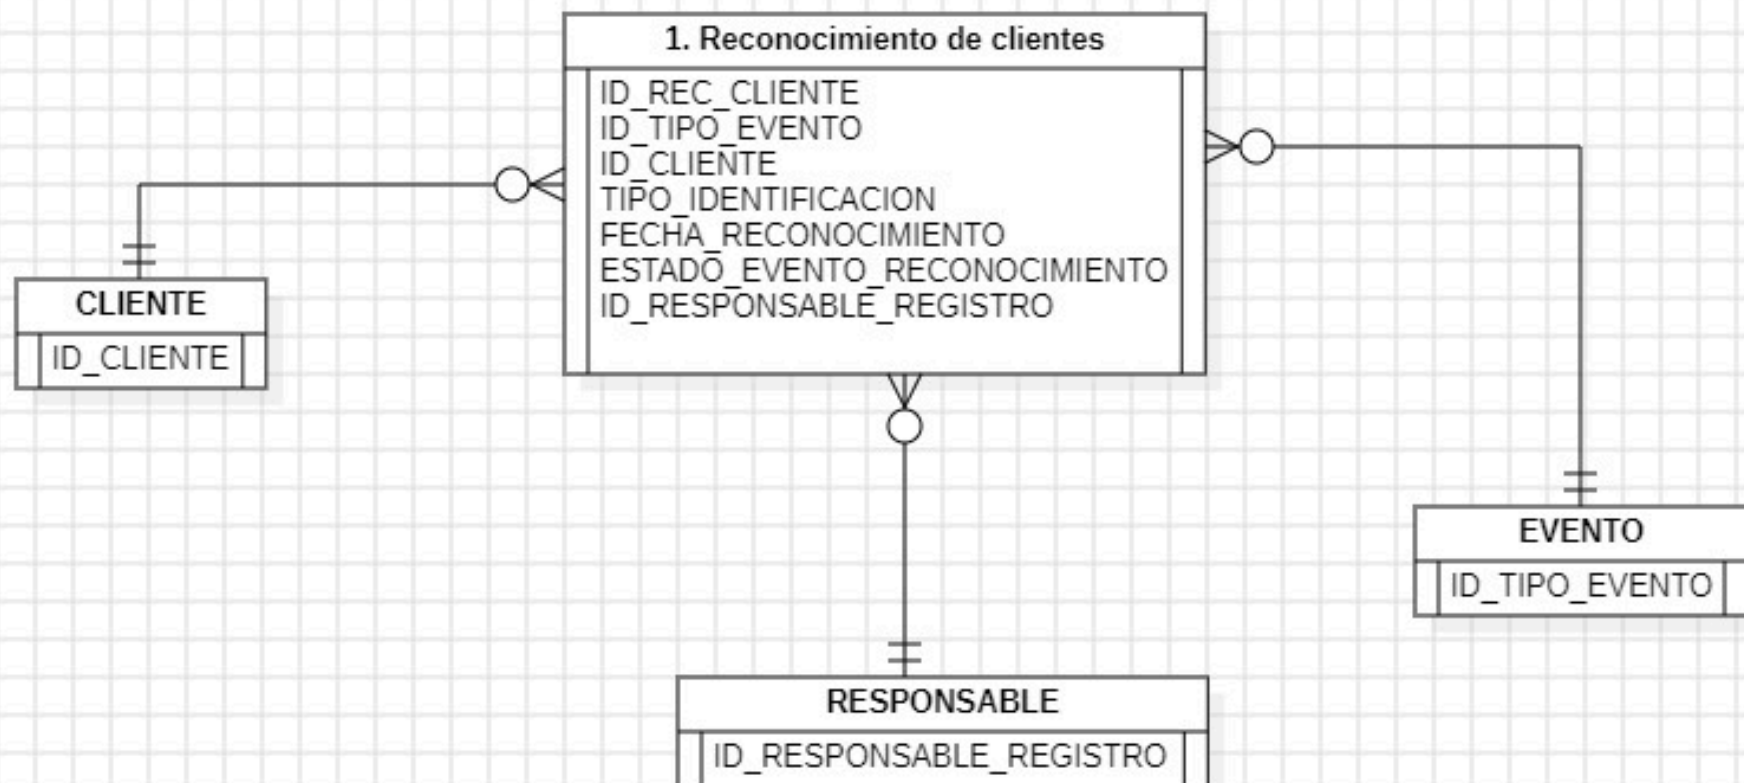 1. Reconocimiento de clientes
ID_REC_CLIENTE
ID_TIPO_EVENTO
ID_CLIENTE
TIPO_IDENTIFICACION
FECHA_RECONOCIMIENTO
ESTADO_EVENTO_RECONOCIMIENTO
ID_RESPONSABLE_REGISTRO
CLIENTE
ID_CLIENTE
EVENTO
ID_TIPO_EVENTO
RESPONSABLE
ID_RESPONSABLE_REGISTRO